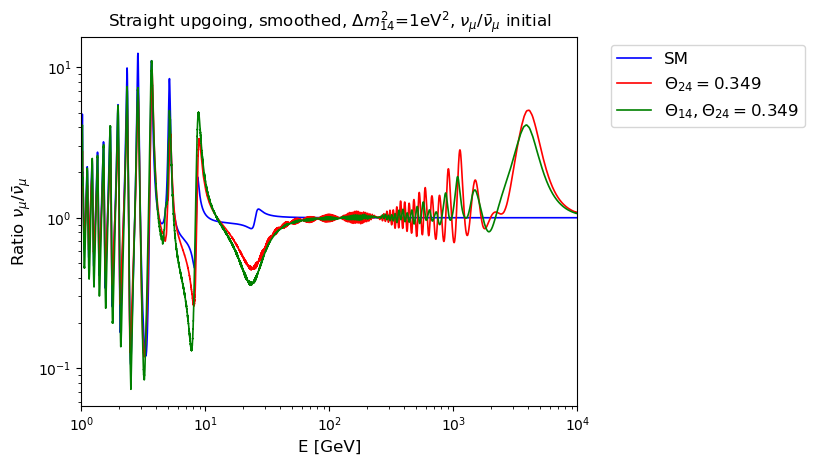 Straight upgoing, smoothed, Δm²₁₄=1eV², ν_μ/ν̄_μ initial
Ratio ν_μ/ν̄_μ
10¹
10⁰
10⁻¹
10⁰ 10¹ 10² 10³ 10⁴
E [GeV]
SM
Θ₂₄ = 0.349
Θ₁₄, Θ₂₄ = 0.349